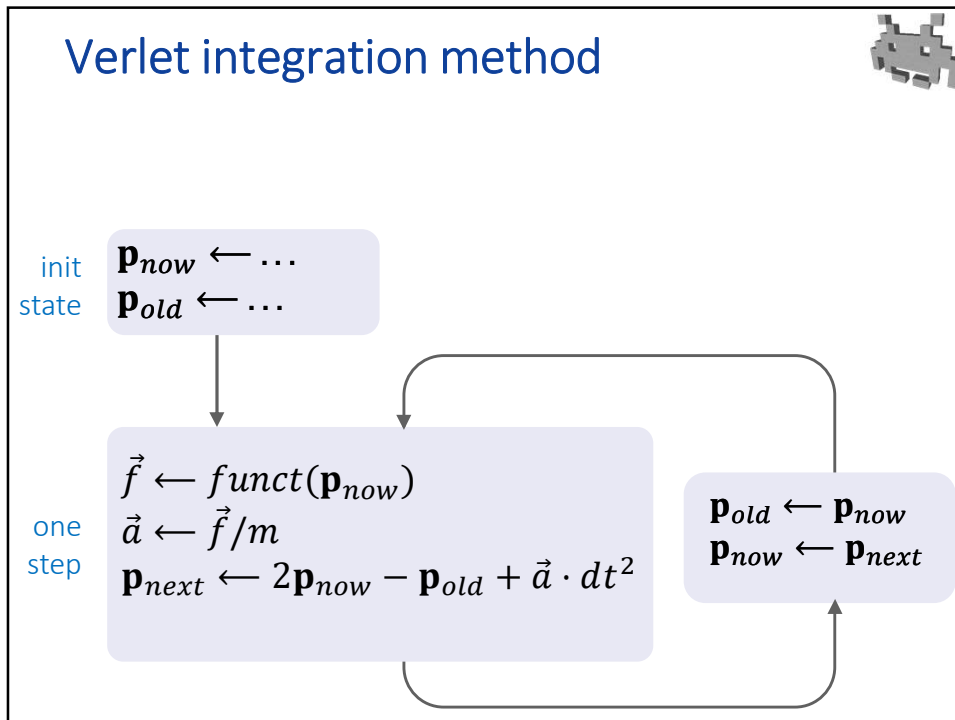 Verlet integration method
init
state
𝐩_now ← …
𝐩_old ← …
one
step
f⃗ ← funct(𝐩_now)
a⃗ ← f⃗/m
𝐩_next ← 2𝐩_now − 𝐩_old + a⃗ · dt²
𝐩_old ← 𝐩_now
𝐩_now ← 𝐩_next